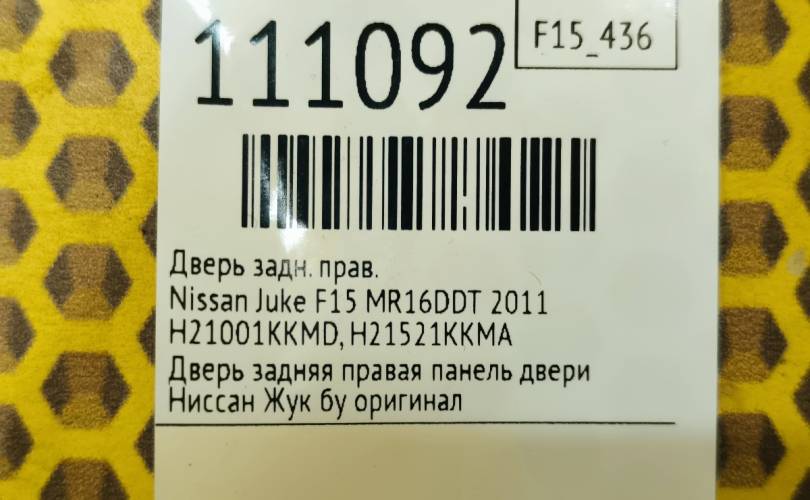 111092
F15_436
Дверь задн. прав.
Nissan Juke F15 MR16DDT 2011
H21001KKMD, H21521KKMA
Дверь задняя правая панель двери
Ниссан Жук бу оригинал